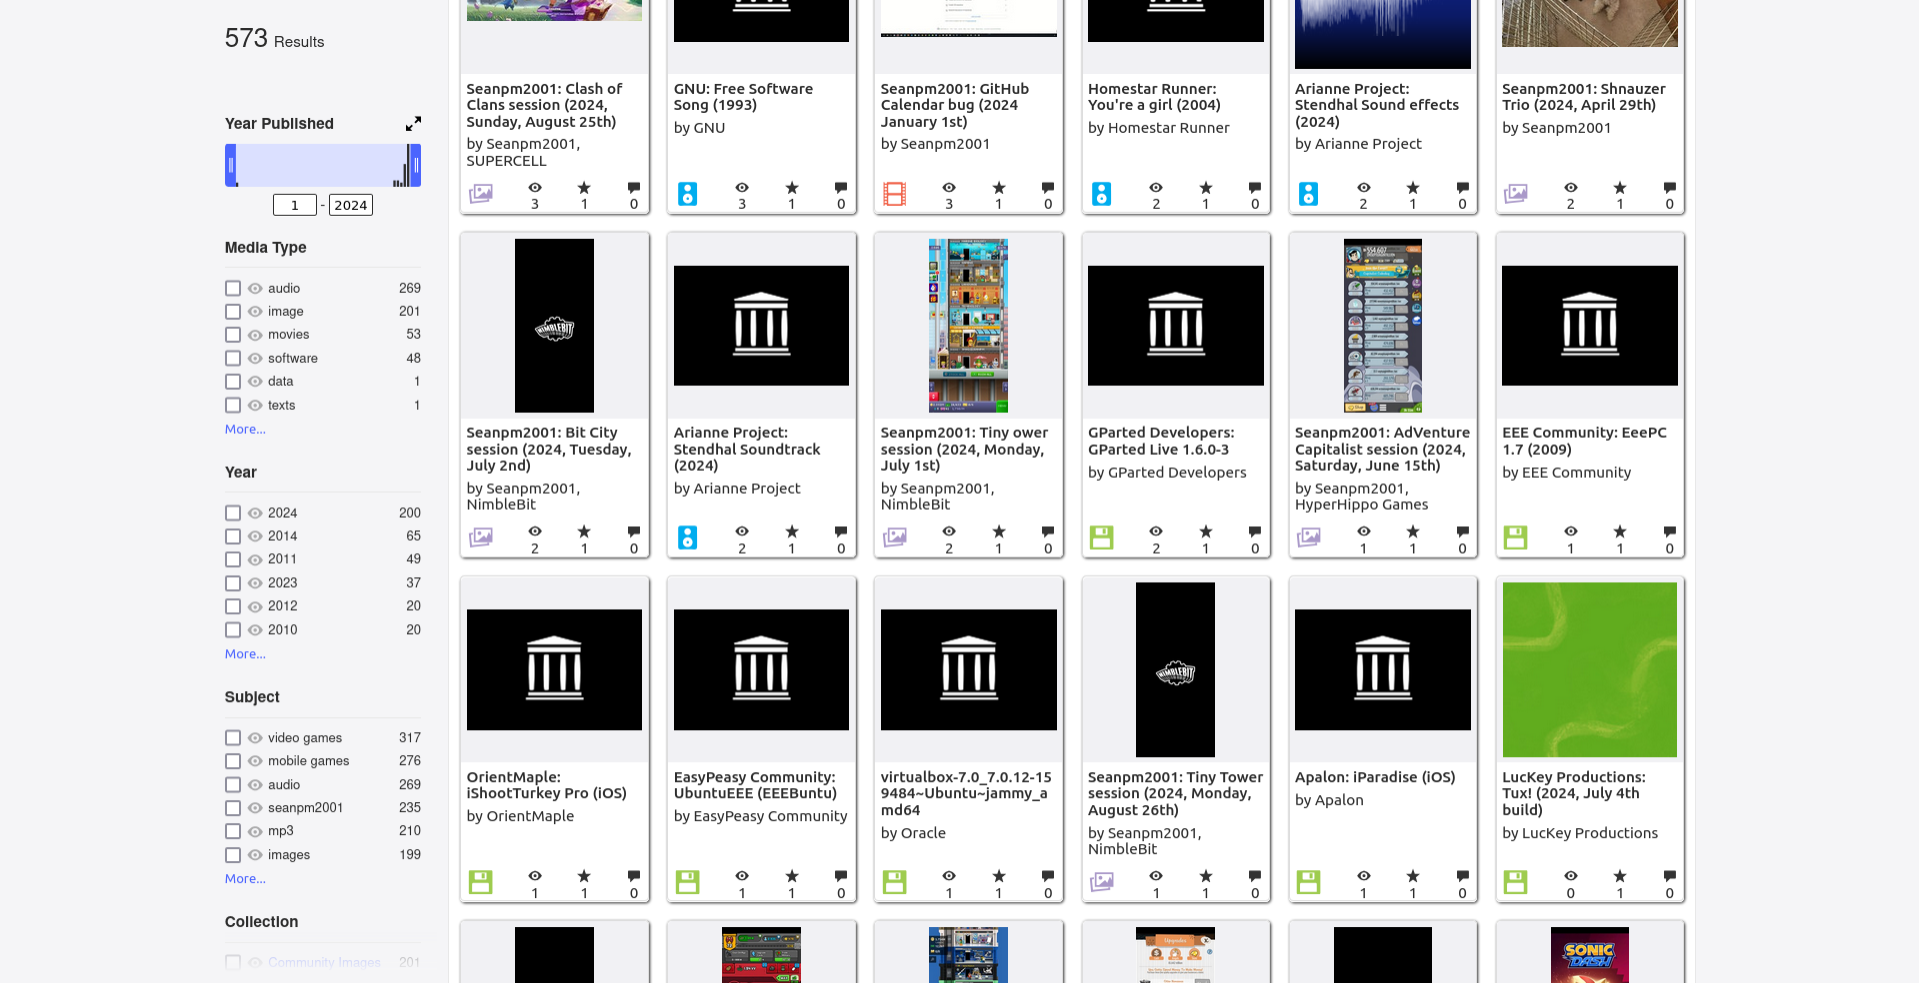 573 Results
Year Published
1 - 2024
Media Type
audio 269
image 201
movies 53
software 48
data 1
texts 1
More...
Year
2024 200
2014 65
2011 49
2023 37
2012 20
2010 20
More...
Subject
video games 317
mobile games 276
audio 269
seanpm2001 235
mp3 210
images 199
More...
Collection
Community Images 201
Seanpm2001: Clash of
Clans session (2024,
Sunday, August 25th)
by Seanpm2001,
SUPERCELL
3 1 0
GNU: Free Software
Song (1993)
by GNU
3 1 0
Seanpm2001: GitHub
Calendar bug (2024
January 1st)
by Seanpm2001
3 1 0
Homestar Runner:
You're a girl (2004)
by Homestar Runner
2 1 0
Arianne Project:
Stendhal Sound effects
(2024)
by Arianne Project
2 1 0
Seanpm2001: Shnauzer
Trio (2024, April 29th)
by Seanpm2001
2 1 0
NIMBLEBIT
Seanpm2001: Bit City
session (2024, Tuesday,
July 2nd)
by Seanpm2001,
NimbleBit
2 1 0
Arianne Project:
Stendhal Soundtrack
(2024)
by Arianne Project
2 1 0
Seanpm2001: Tiny ower
session (2024, Monday,
July 1st)
by Seanpm2001,
NimbleBit
2 1 0
GParted Developers:
GParted Live 1.6.0-3
by GParted Developers
2 1 0
Seanpm2001: AdVenture
Capitalist session (2024,
Saturday, June 15th)
by Seanpm2001,
HyperHippo Games
1 1 0
EEE Community: EeePC
1.7 (2009)
by EEE Community
1 1 0
OrientMaple:
iShootTurkey Pro (iOS)
by OrientMaple
1 1 0
EasyPeasy Community:
UbuntuEEE (EEEBuntu)
by EasyPeasy Community
1 1 0
virtualbox-7.0_7.0.12-15
9484~Ubuntu~jammy_a
md64
by Oracle
1 1 0
NIMBLEBIT
Seanpm2001: Tiny Tower
session (2024, Monday,
August 26th)
by Seanpm2001,
NimbleBit
1 1 0
Apalon: iParadise (iOS)
by Apalon
1 1 0
LucKey Productions:
Tux! (2024, July 4th
build)
by LucKey Productions
0 1 0
Upgrades
SONIC
DASH